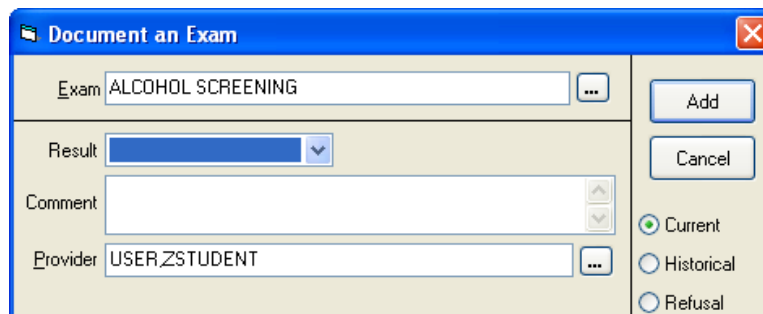 Document an Exam
Exam ALCOHOL SCREENING ...
Add
Result
Cancel
Comment
Current
Provider USER,ZSTUDENT ...
Historical
Refusal